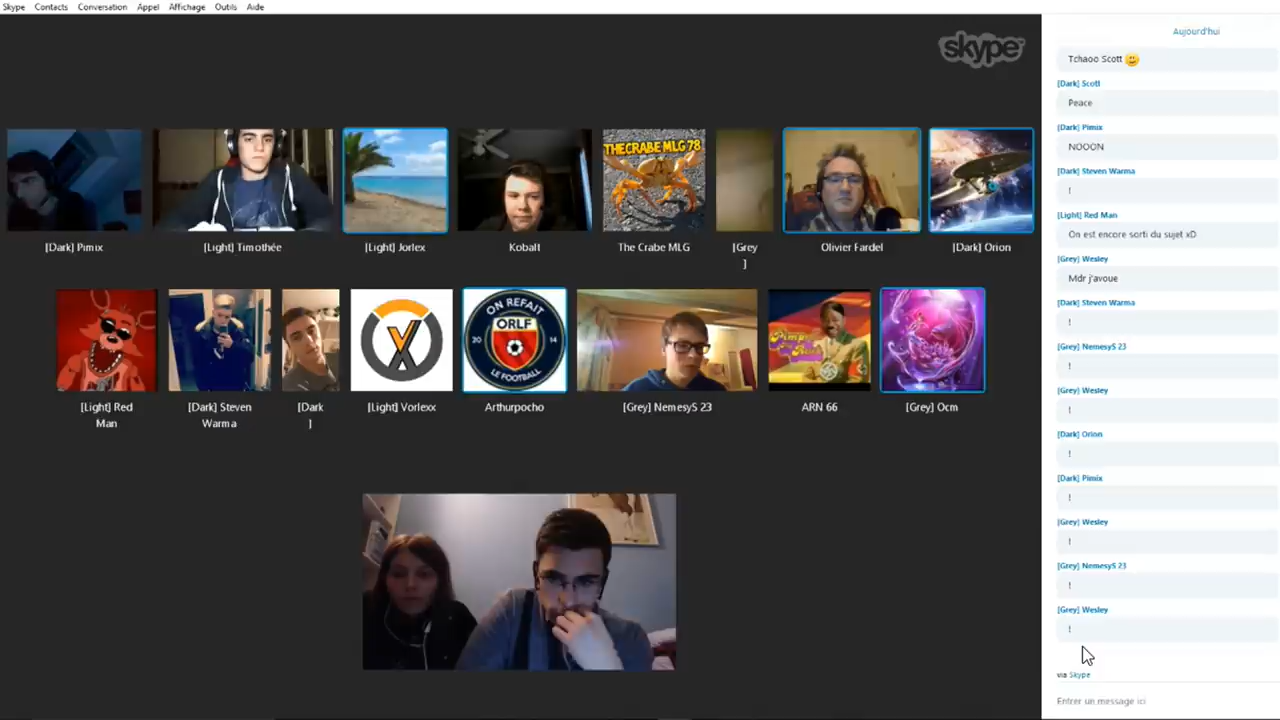 Skype Contacts Conversation Appel Affichage Outils Aide
skype
THECRABE MLG 78
[Dark] Pimix
[Light] Timothée
[Light] Jorlex
Kobalt
The Crabe MLG
[Grey
]
Olivier Fardel
[Dark] Orion
ON REFAIT
ORLF
20 14
LE FOOTBALL
[Light] Red
Man
[Dark] Steven
Warma
[Dark
]
[Light] Vorlexx
Arthurpocho
[Grey] NemesyS 23
ARN 66
[Grey] Ocm
Aujourd'hui
Tchaoo Scott
[Dark] Scott
Peace
[Dark] Pimix
NOOON
[Dark] Steven Warma
!
[Light] Red Man
On est encore sorti du sujet xD
[Grey] Wesley
Mdr j'avoue
[Dark] Steven Warma
!
[Grey] NemesyS 23
!
[Grey] Wesley
!
[Dark] Orion
!
[Dark] Pimix
!
[Grey] Wesley
!
[Grey] NemesyS 23
!
[Grey] Wesley
!
via Skype
Entrer un message ici